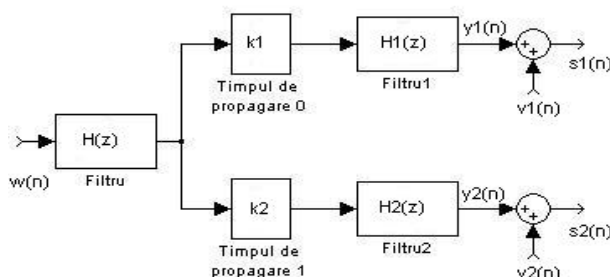 k1
H1(z)
y1(n)
+
+
s1(n)
Timpul de
propagare 0
Filtru1
v1(n)
H(z)
w(n)
Filtru
k2
H2(z)
y2(n)
+
+
s2(n)
Timpul de
propagare 1
Filtru2
v2(n)